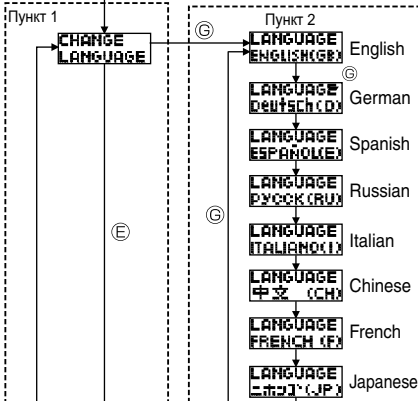 Пункт 1
Пункт 2
CHANGE
LANGUAGE
Ⓖ
LANGUAGE
ENGLISH(GB)
English
Ⓖ
LANGUAGE
Deutsch(D)
German
LANGUAGE
ESPAÑOL(E)
Spanish
LANGUAGE
РУССК(RU)
Russian
Ⓖ
Ⓔ
LANGUAGE
ITALIANO(I)
Italian
LANGUAGE
中文 (CH)
Chinese
LANGUAGE
FRENCH (F)
French
LANGUAGE
ニホンゴ(JP)
Japanese